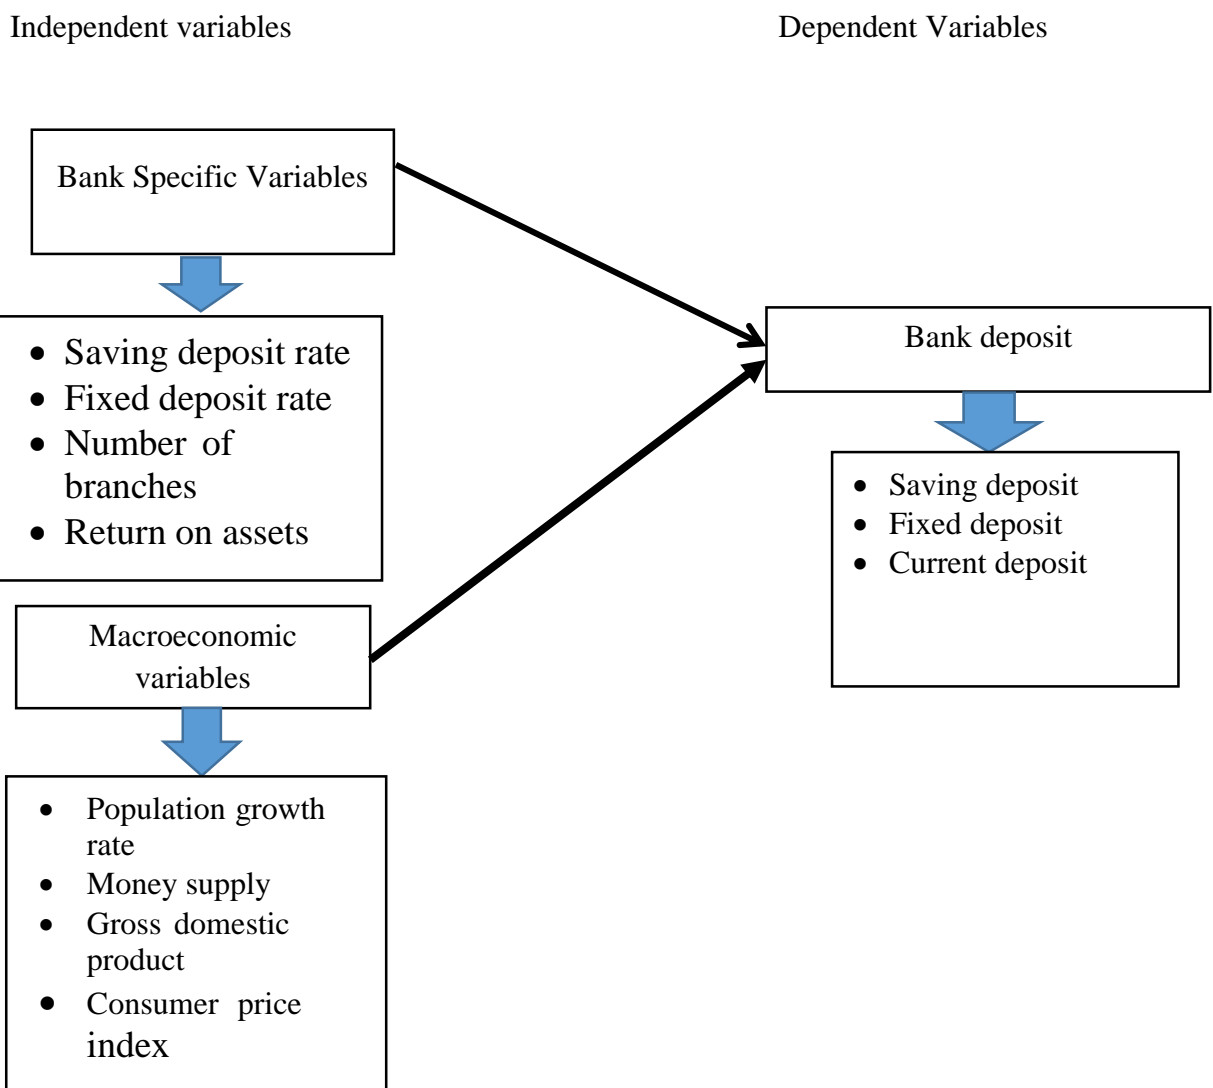 Independent variables
Dependent Variables
Bank Specific Variables
• Saving deposit rate
• Fixed deposit rate
• Number of
branches
• Return on assets
Macroeconomic
variables
• Population growth
rate
• Money supply
• Gross domestic
product
• Consumer price
index
Bank deposit
• Saving deposit
• Fixed deposit
• Current deposit